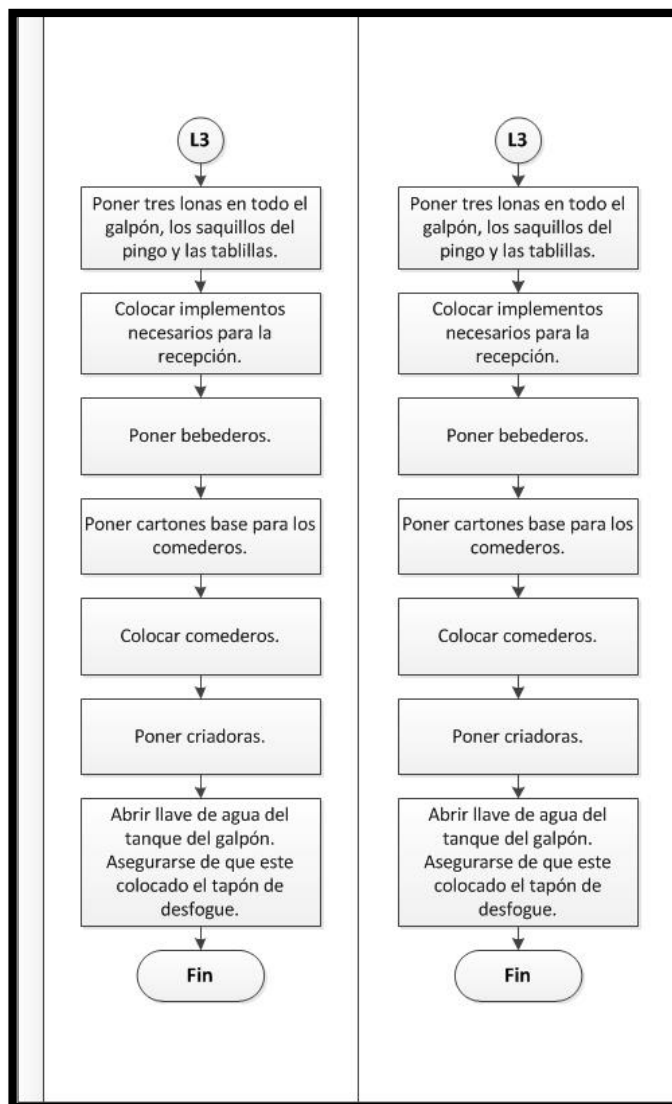 L3
Poner tres lonas en todo el
galpón, los saquillos del
pingo y las tablillas.
Colocar implementos
necesarios para la
recepción.
Poner bebederos.
Poner cartones base para los
comederos.
Colocar comederos.
Poner criadoras.
Abrir llave de agua del
tanque del galpón.
Asegurarse de que este
colocado el tapón de
desfogue.
Fin
L3
Poner tres lonas en todo el
galpón, los saquillos del
pingo y las tablillas.
Colocar implementos
necesarios para la
recepción.
Poner bebederos.
Poner cartones base para los
comederos.
Colocar comederos.
Poner criadoras.
Abrir llave de agua del
tanque del galpón.
Asegurarse de que este
colocado el tapón de
desfogue.
Fin